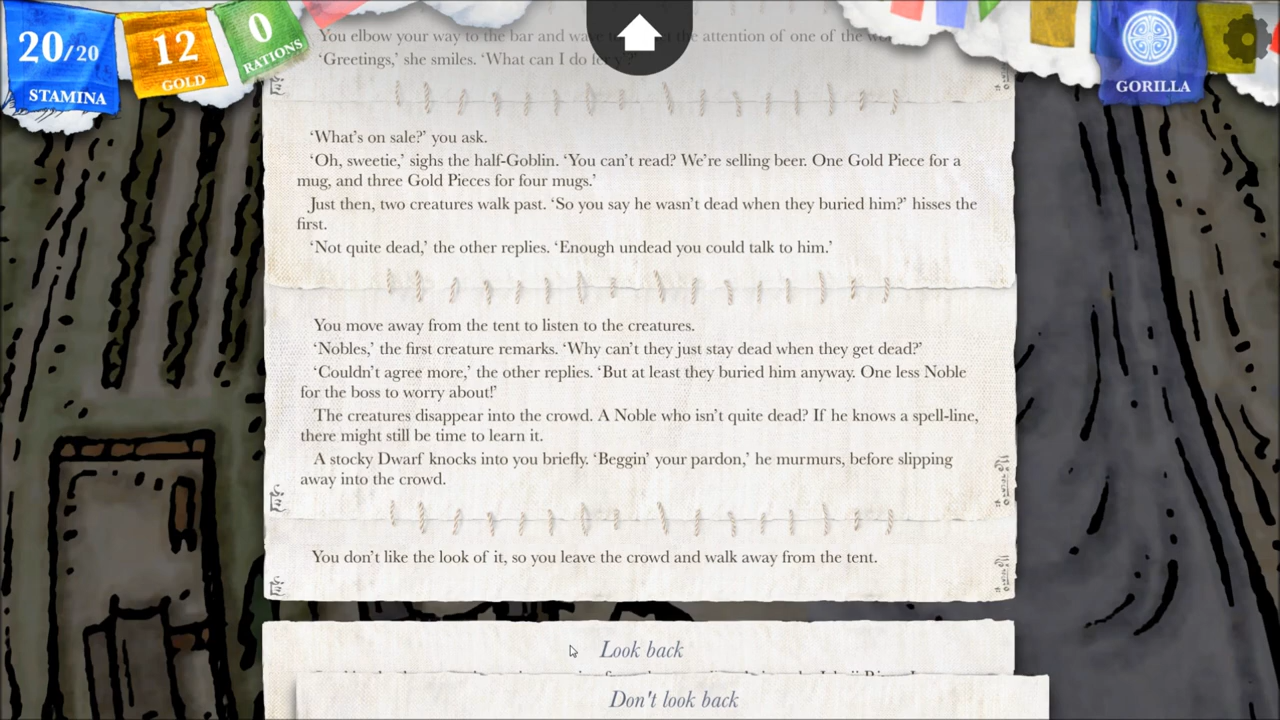 20/20
STAMINA
12
GOLD
0
RATIONS
GORILLA
You elbow your way to the bar and
the attention of one of the
‘Greetings,’ she smiles. ‘What can I do
‘What’s on sale?’ you ask.
‘Oh, sweetie,’ sighs the half-Goblin. ‘You can’t read? We’re selling beer. One Gold Piece for a
mug, and three Gold Pieces for four mugs.’
Just then, two creatures walk past. ‘So you say he wasn’t dead when they buried him?’ hisses the
first.
‘Not quite dead,’ the other replies. ‘Enough undead you could talk to him.’
You move away from the tent to listen to the creatures.
‘Nobles,’ the first creature remarks. ‘Why can’t they just stay dead when they get dead?’
‘Couldn’t agree more,’ the other replies. ‘But at least they buried him anyway. One less Noble
for the boss to worry about!’
The creatures disappear into the crowd. A Noble who isn’t quite dead? If he knows a spell-line,
there might still be time to learn it.
A stocky Dwarf knocks into you briefly. ‘Beggin’ your pardon,’ he murmurs, before slipping
away into the crowd.
You don’t like the look of it, so you leave the crowd and walk away from the tent.
Look back
Don't look back